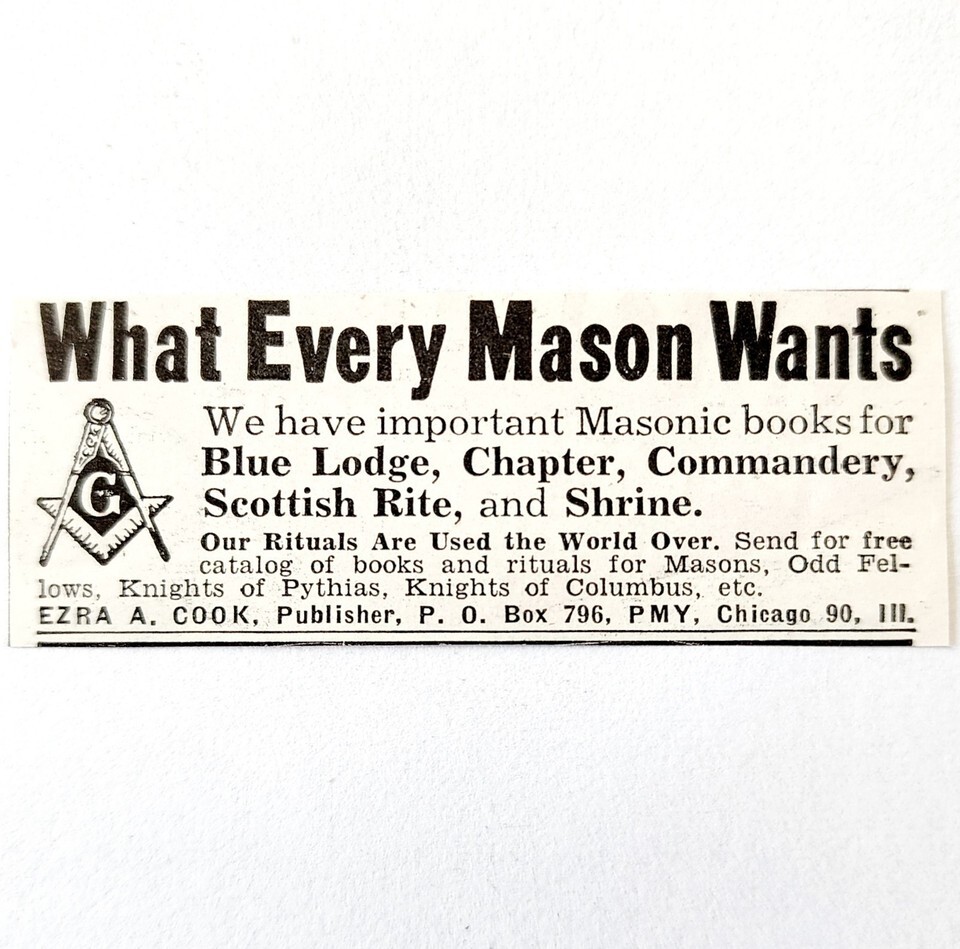 What Every Mason Wants
G
We have important Masonic books for
Blue Lodge, Chapter, Commandery,
Scottish Rite, and Shrine.
Our Rituals Are Used the World Over. Send for free
catalog of books and rituals for Masons, Odd Fel-
lows, Knights of Pythias, Knights of Columbus, etc.
EZRA A. COOK, Publisher, P. O. Box 796, PMY, Chicago 90, Ill.